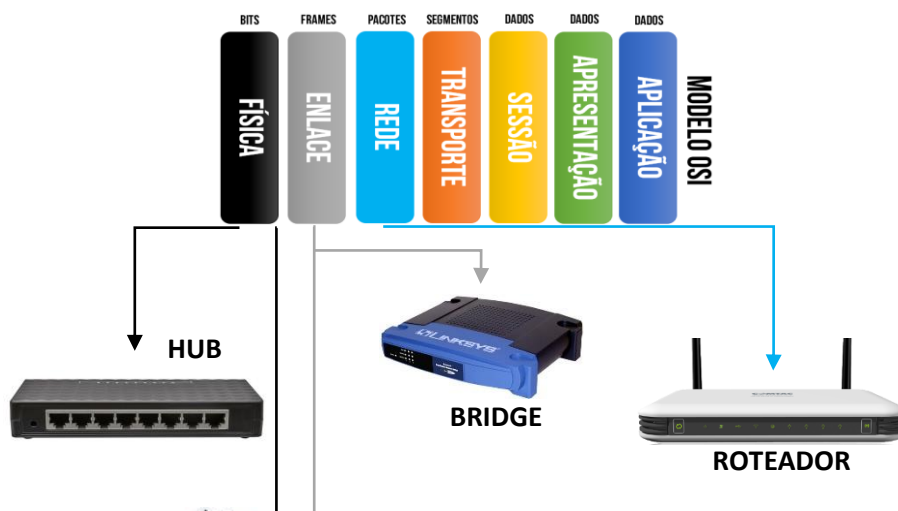 BITS
FRAMES
PACOTES
SEGMENTOS
DADOS
DADOS
DADOS
FÍSICA
ENLACE
REDE
TRANSPORTE
SESSÃO
APRESENTAÇÃO
APLICAÇÃO
MODELO OSI
HUB
LINKSYS
BRIDGE
ROTEADOR